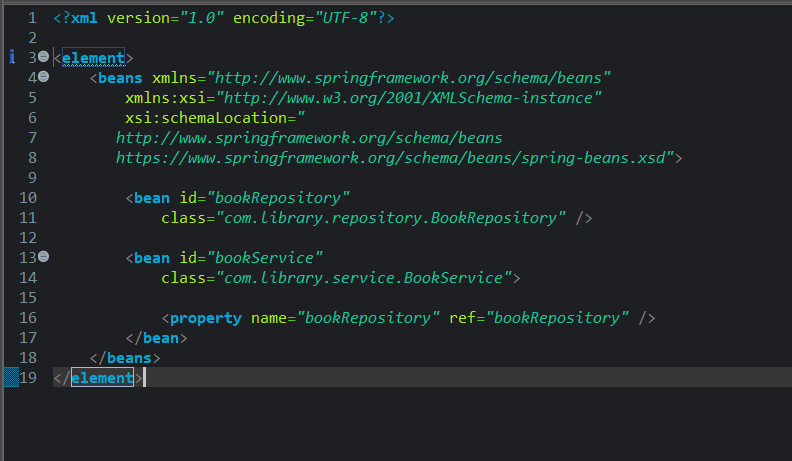 1 <?xml version="1.0" encoding="UTF-8"?>
2
3 <element>
4 <beans xmlns="http://www.springframework.org/schema/beans"
5 xmlns:xsi="http://www.w3.org/2001/XMLSchema-instance"
6 xsi:schemaLocation="
7 http://www.springframework.org/schema/beans
8 https://www.springframework.org/schema/beans/spring-beans.xsd">
9
10 <bean id="bookRepository"
11 class="com.library.repository.BookRepository" />
12
13 <bean id="bookService"
14 class="com.library.service.BookService">
15
16 <property name="bookRepository" ref="bookRepository" />
17 </bean>
18 </beans>
19 </element>